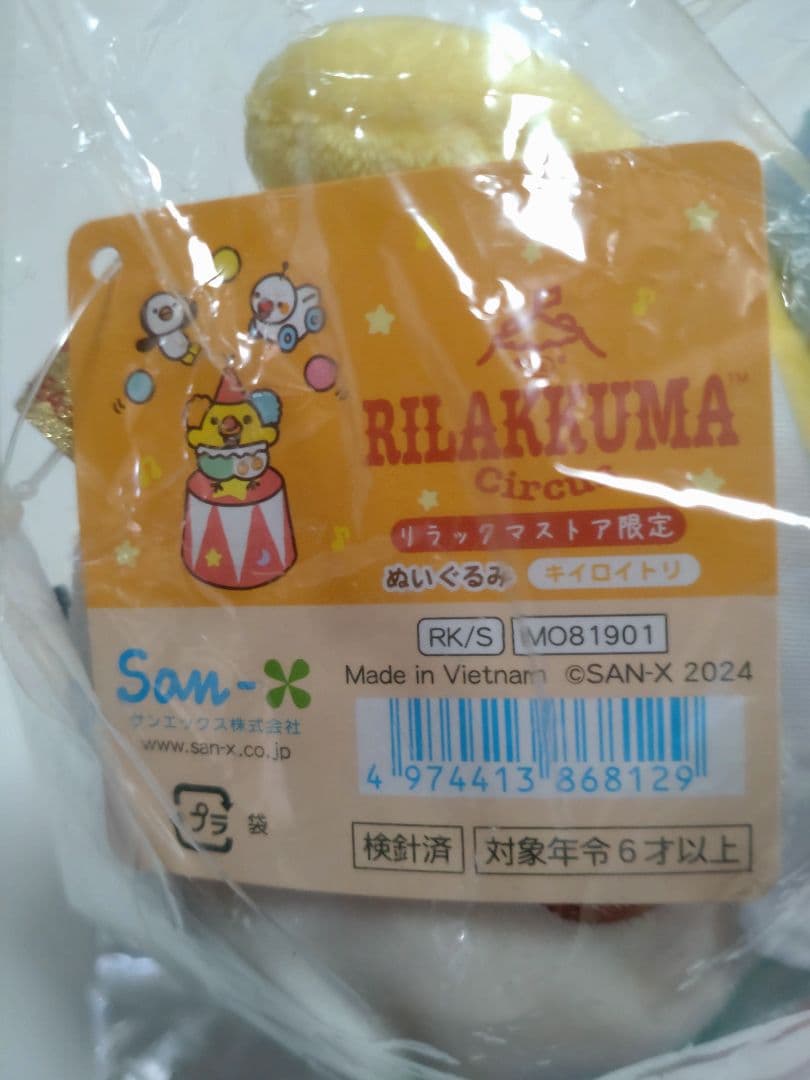 RILAKKUMA™
Circus
リラックマストア限定
ぬいぐるみ キイロイトリ
RK/S MO81901
Made in Vietnam ©SAN-X 2024
San-X
サンエックス株式会社
www.san-x.co.jp
4 974413 868129
プラ 袋
検針済 対象年令6才以上